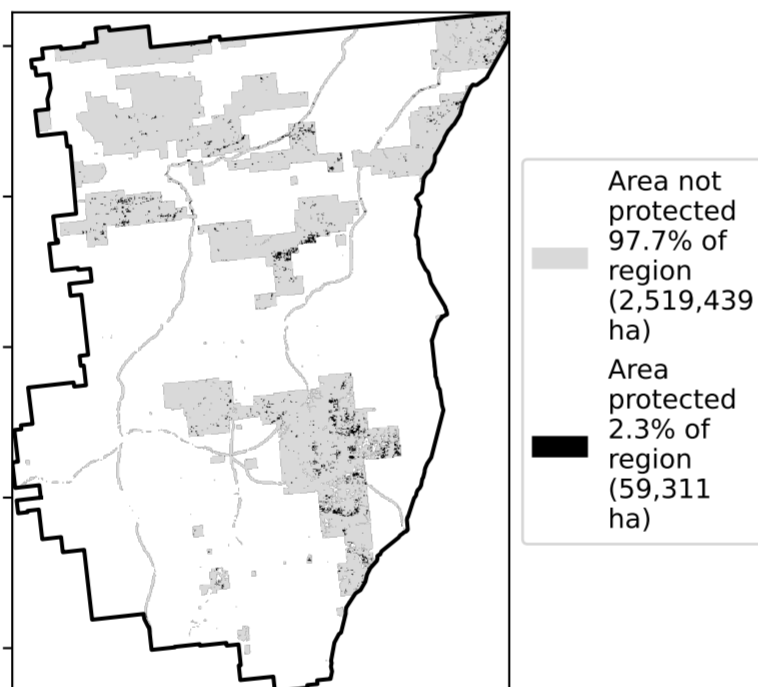 Area not
protected
97.7% of
region
(2,519,439
ha)
Area
protected
2.3% of
region
(59,311
ha)